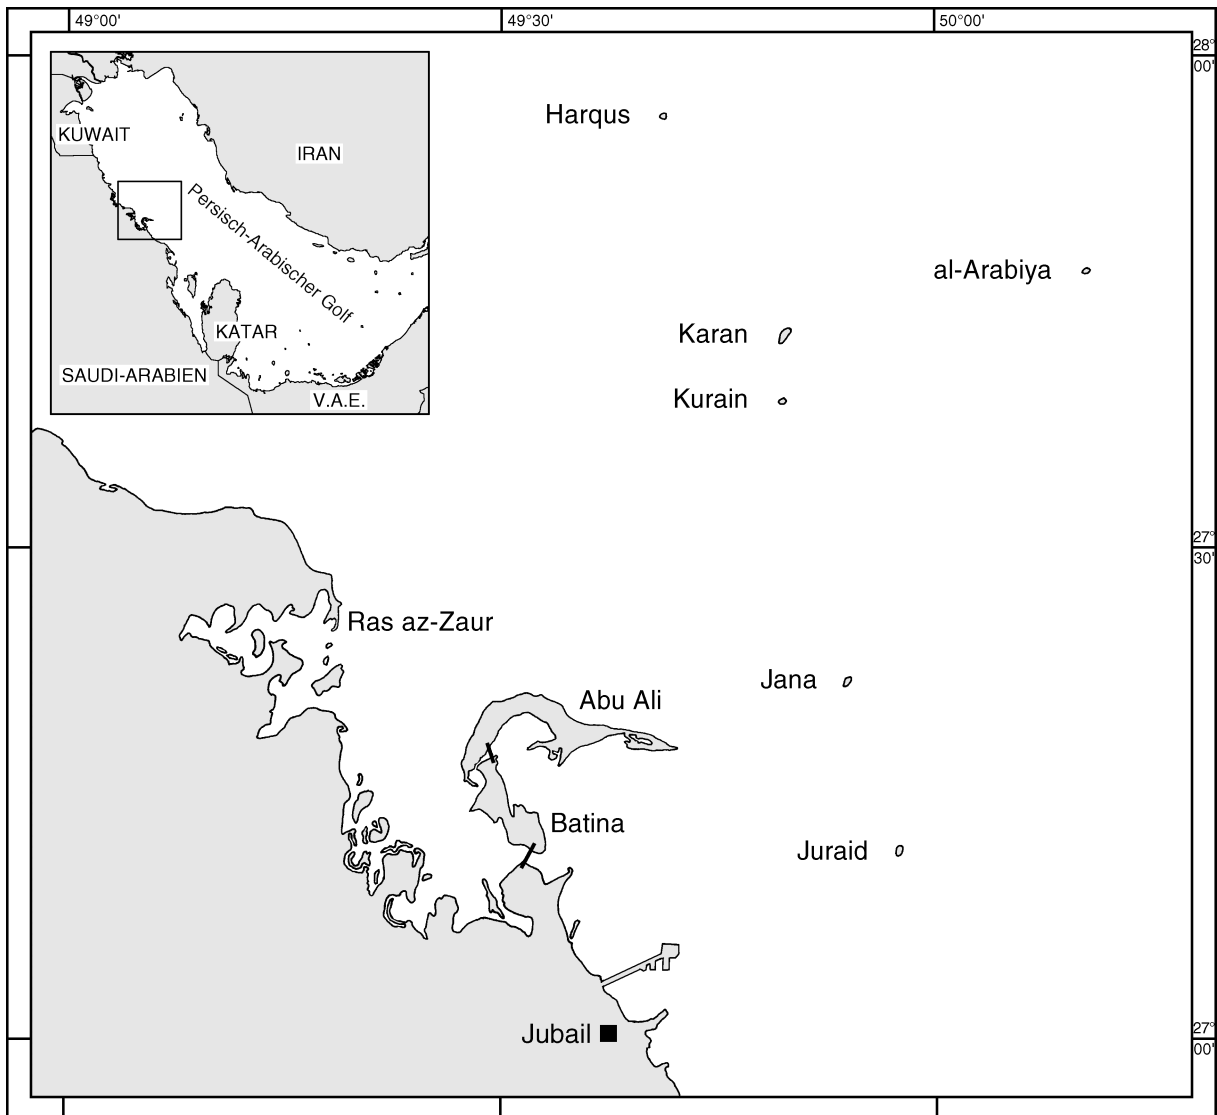 49°00'
49°30'
50°00'
28°
00'
Harqus
KUWAIT
IRAN
Persisch-Arabischer Golf
al-Arabiya
KATAR
Karan
SAUDI-ARABIEN
V.A.E.
Kurain
27°
30'
Ras az-Zaur
Jana
Abu Ali
Batina
Juraid
Jubail
27°
00'